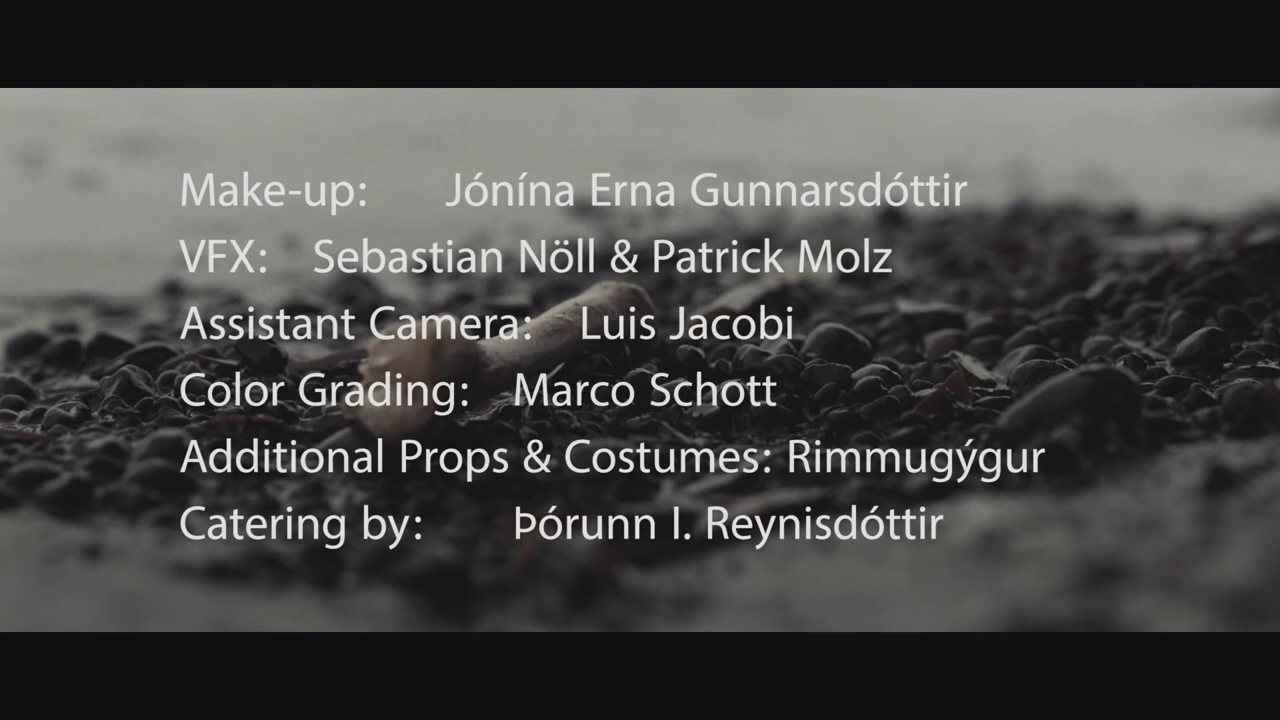 Make-up: Jónína Erna Gunnarsdóttir
VFX: Sebastian Nöll & Patrick Molz
Assistant Camera: Luis Jacobi
Color Grading: Marco Schott
Additional Props & Costumes: Rimmugýgur
Catering by: Þórunn I. Reynisdóttir